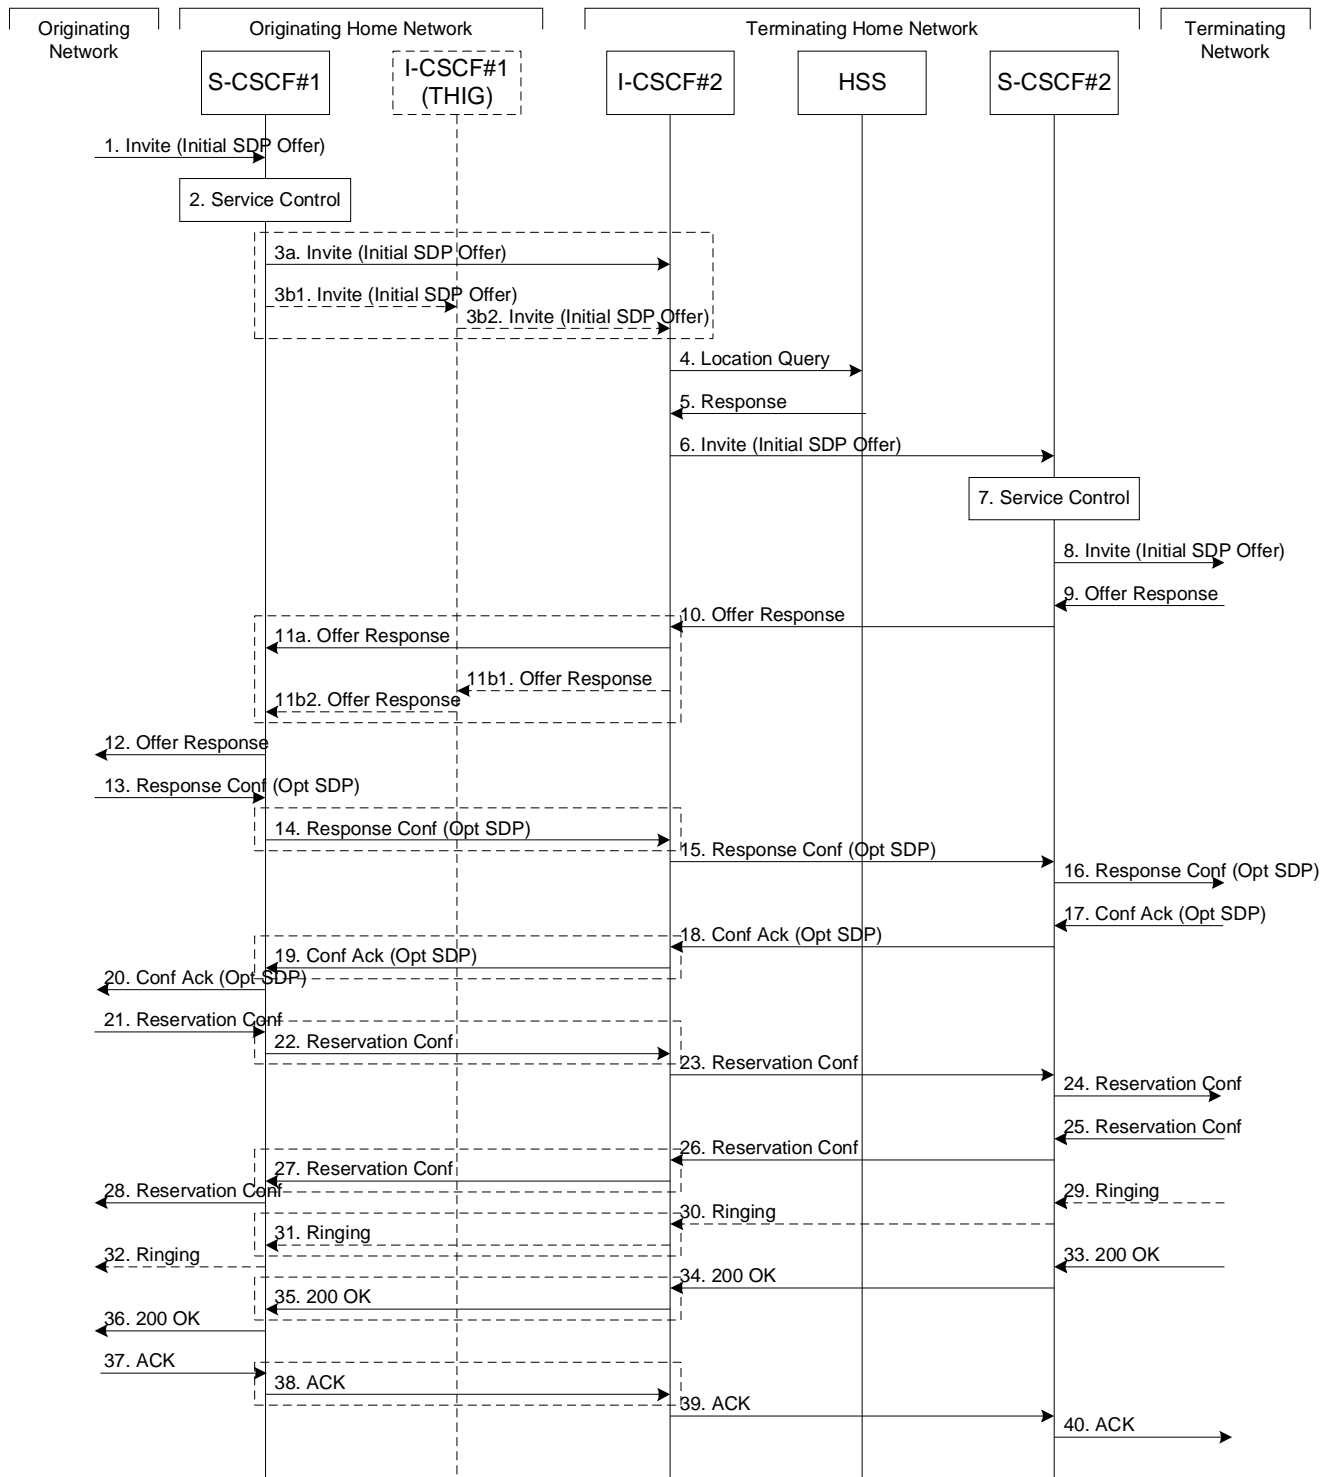 Originating
Network
Originating Home Network
Terminating Home Network
Terminating
Network
S-CSCF#1
I-CSCF#1
(THIG)
I-CSCF#2
HSS
S-CSCF#2
1. Invite (Initial SDP Offer)
2. Service Control
3a. Invite (Initial SDP Offer)
3b1. Invite (Initial SDP Offer)
3b2. Invite (Initial SDP Offer)
4. Location Query
5. Response
6. Invite (Initial SDP Offer)
7. Service Control
8. Invite (Initial SDP Offer)
9. Offer Response
10. Offer Response
11a. Offer Response
11b1. Offer Response
11b2. Offer Response
12. Offer Response
13. Response Conf (Opt SDP)
14. Response Conf (Opt SDP)
15. Response Conf (Opt SDP)
16. Response Conf (Opt SDP)
17. Conf Ack (Opt SDP)
18. Conf Ack (Opt SDP)
19. Conf Ack (Opt SDP)
20. Conf Ack (Opt SDP)
21. Reservation Conf
22. Reservation Conf
23. Reservation Conf
24. Reservation Conf
25. Reservation Conf
26. Reservation Conf
27. Reservation Conf
28. Reservation Conf
29. Ringing
30. Ringing
31. Ringing
32. Ringing
33. 200 OK
34. 200 OK
35. 200 OK
36. 200 OK
37. ACK
38. ACK
39. ACK
40. ACK